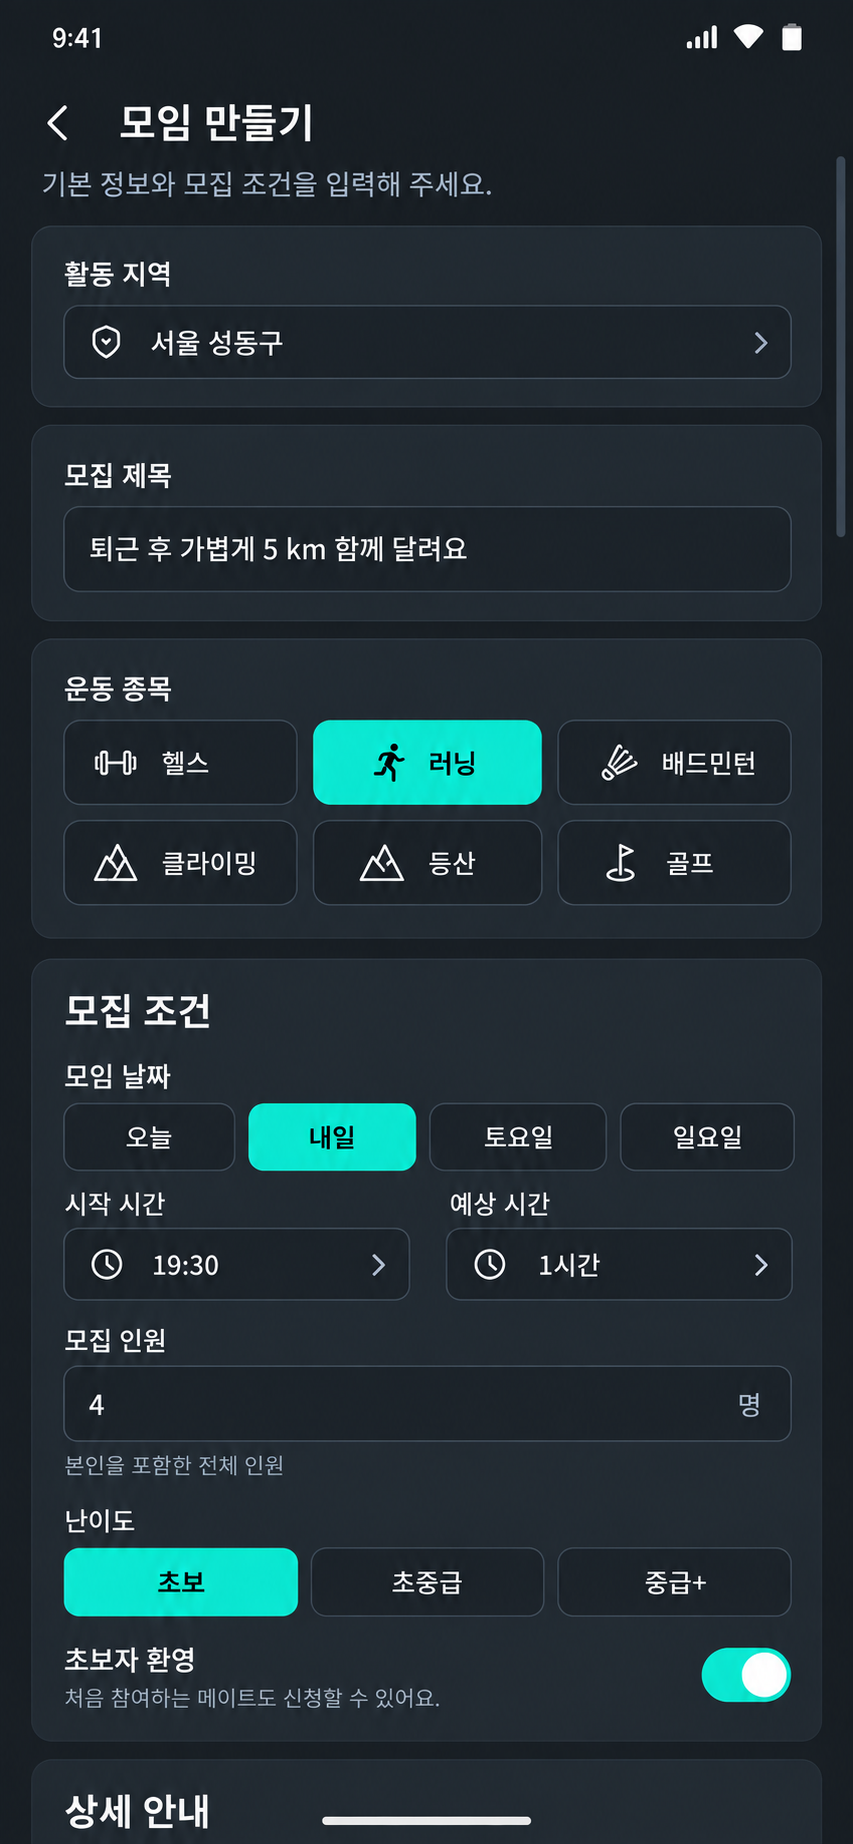 9:41
모임 만들기
기본 정보와 모집 조건을 입력해 주세요.
활동 지역
서울 성동구
모집 제목
퇴근 후 가볍게 5 km 함께 달려요
운동 종목
헬스 러닝 배드민턴
클라이밍 등산 골프
모집 조건
모임 날짜
오늘 내일 토요일 일요일
시작 시간 예상 시간
19:30 1시간
모집 인원
4 명
본인을 포함한 전체 인원
난이도
초보 초중급 중급+
초보자 환영
처음 참여하는 메이트도 신청할 수 있어요.
상세 안내